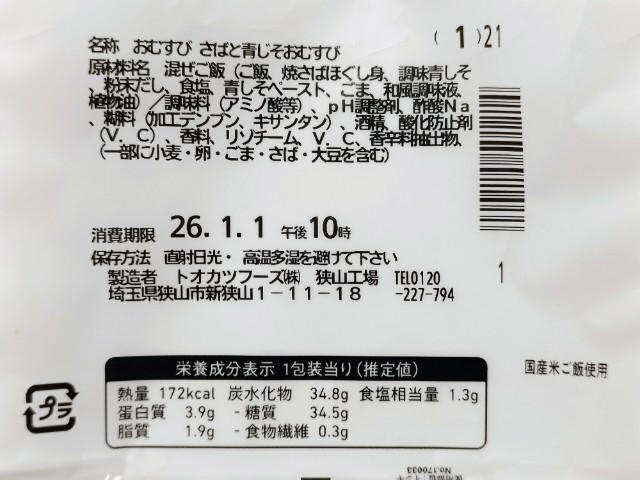 名称 おむすび さばと青じそおむすび
(1)21
原材料名 混ぜご飯(ご飯、焼さばほぐし身、調味青しそ
、粉末だし、食塩、青しそペースト、ごま、和風調味液、
植物油)/調味料(アミノ酸等)、pH調整剤、酢酸Na
、糊料(加工デンプン、キサンタン)、酒精、酸化防止剤
(V.C)、香料、リゾチーム、V.C、香辛料抽出物、
(一部に小麦・卵・ごま・さば・大豆を含む)
消費期限 26.1.1 午後10時
保存方法 直射日光・高温多湿を避けて下さい
製造者 トオカツフーズ㈱ 狭山工場 TEL0120
埼玉県狭山市新狭山1-11-18 -227-794
1
栄養成分表示 1包装当り(推定値)
熱量 172kcal 炭水化物 34.8g 食塩相当量 1.3g
蛋白質 3.9g -糖質 34.5g
脂質 1.9g -食物繊維 0.3g
国産米ご飯使用
プラ
No.170033